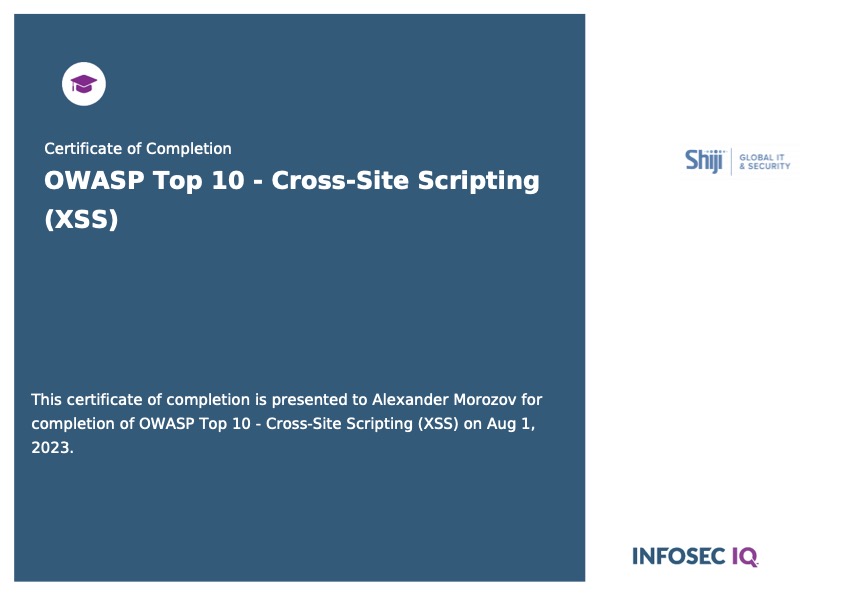 Certificate of Completion
OWASP Top 10 - Cross-Site Scripting
(XSS)
This certificate of completion is presented to Alexander Morozov for
completion of OWASP Top 10 - Cross-Site Scripting (XSS) on Aug 1,
2023.
Shiji
GLOBAL IT
& SECURITY
INFOSEC IQ